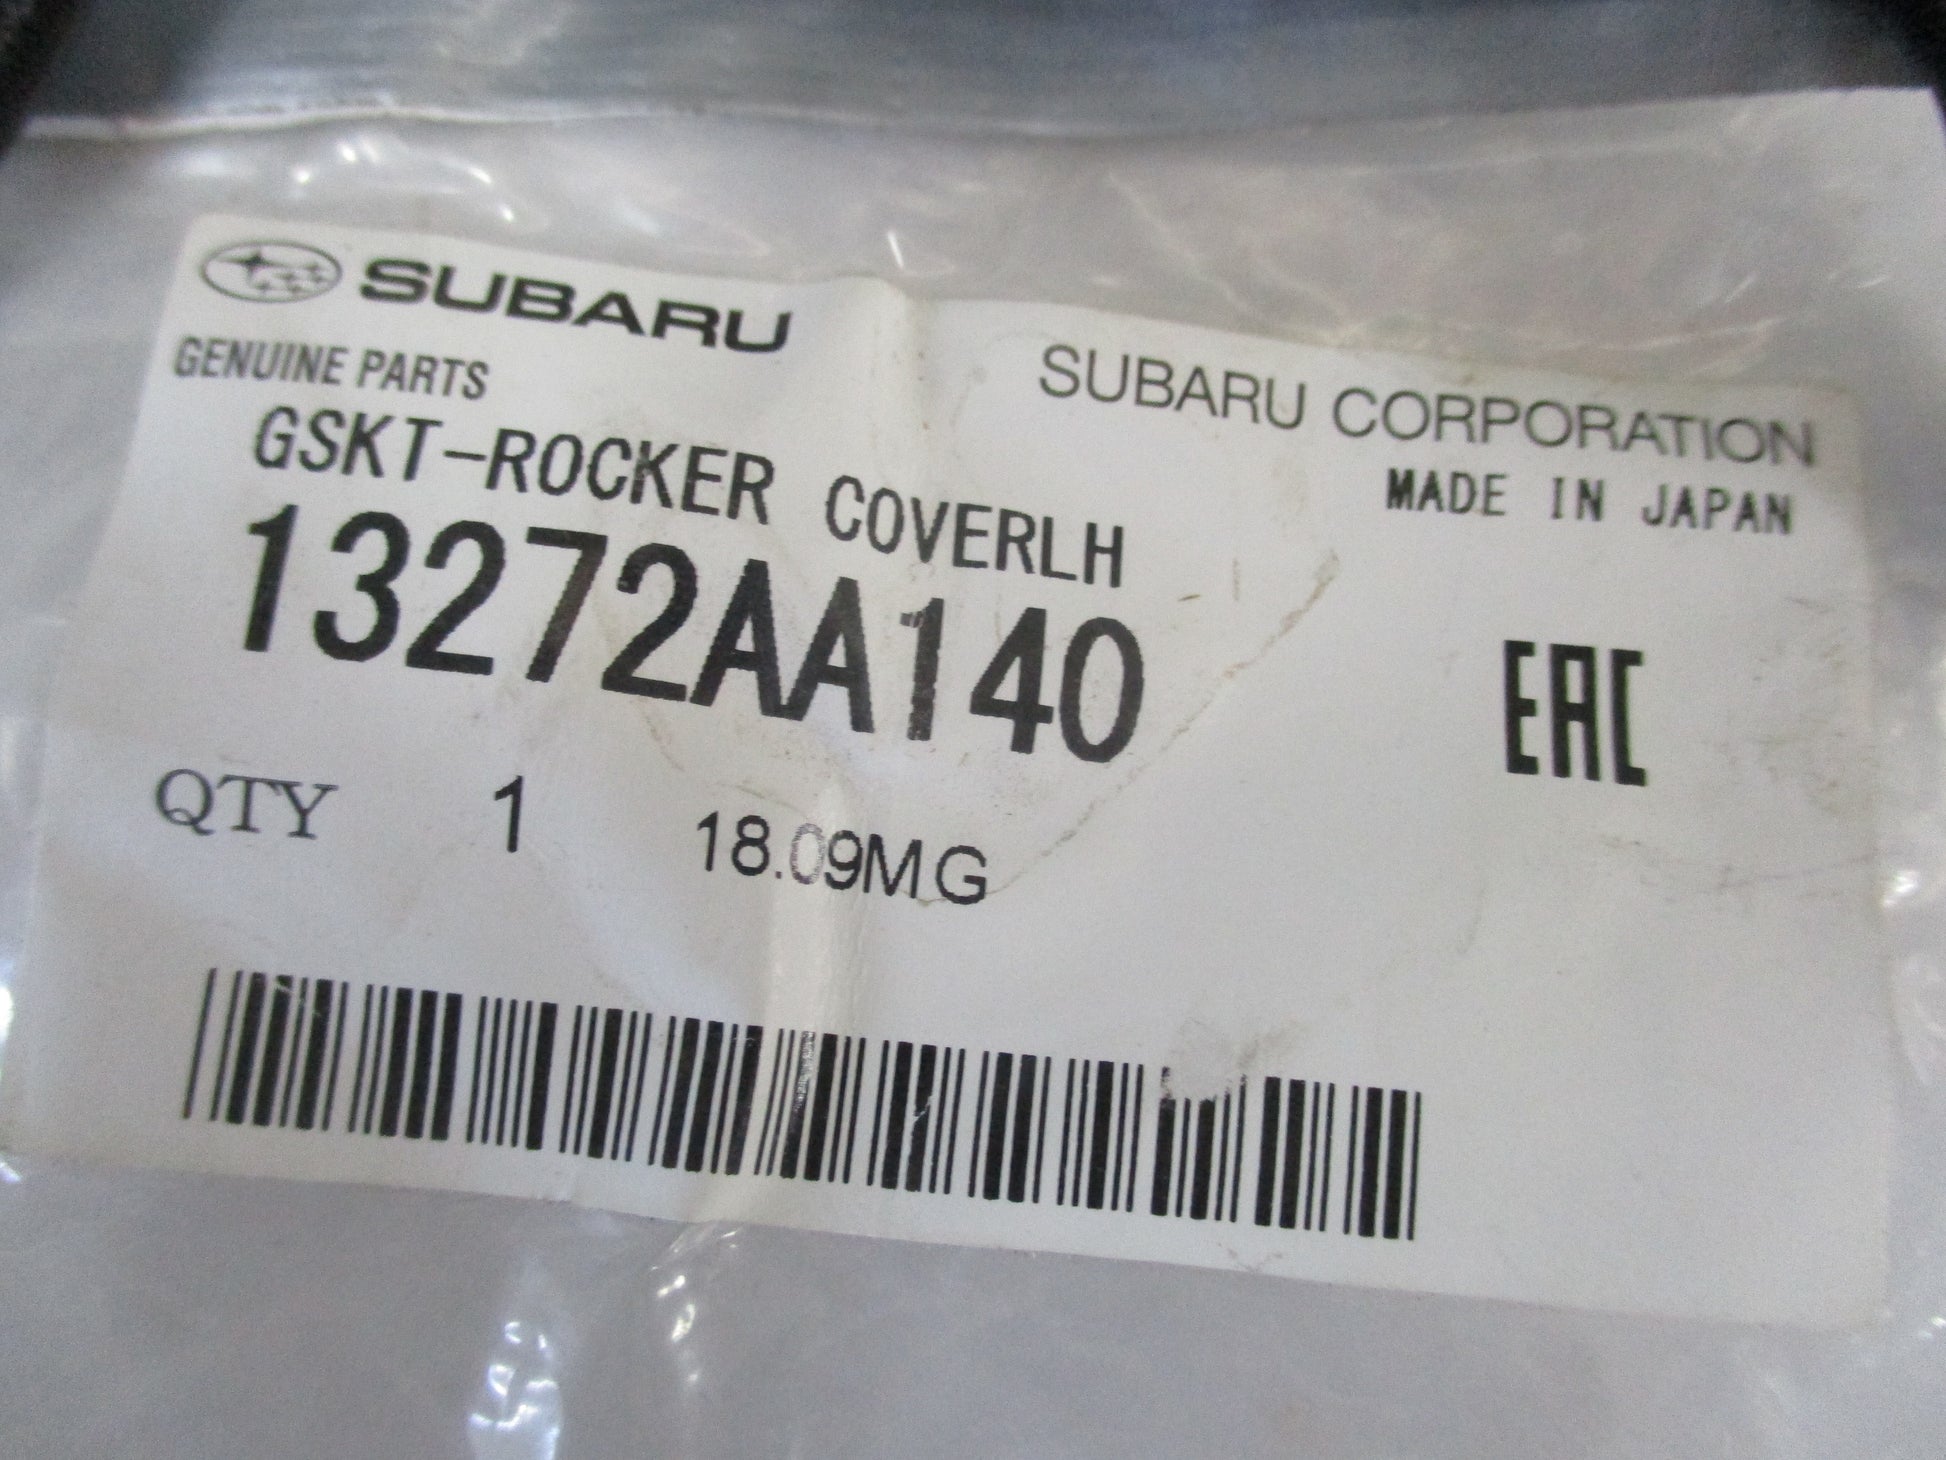 SUBARU
GENUINE PARTS
SUBARU CORPORATION
GSKT-ROCKER COVERLH
MADE IN JAPAN
13272AA140
EAC
QTY 1 18.09MG